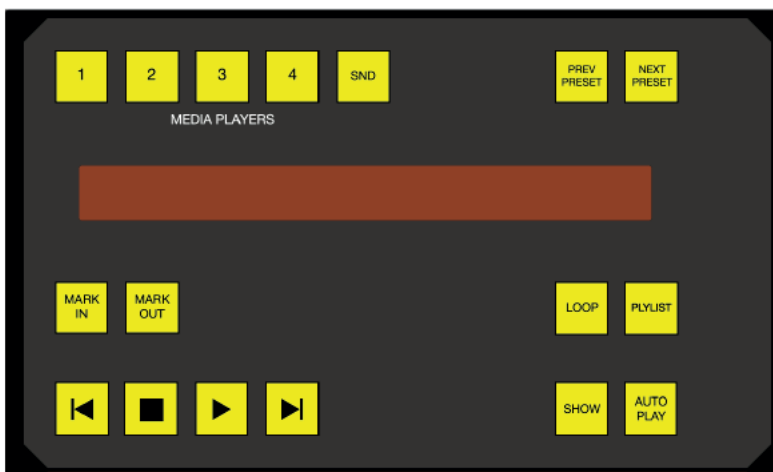 1
2
3
4
SND
PREV
PRESET
NEXT
PRESET
MEDIA PLAYERS
MARK
IN
MARK
OUT
LOOP
PLYLIST
SHOW
AUTO
PLAY